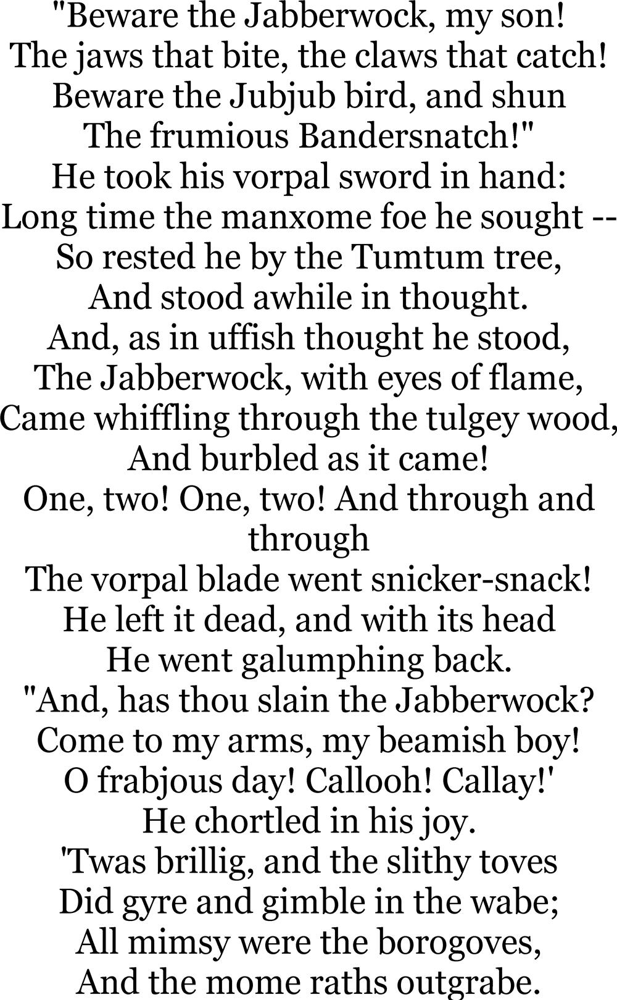 "Beware the Jabberwock, my son!
The jaws that bite, the claws that catch!
Beware the Jubjub bird, and shun
The frumious Bandersnatch!"
He took his vorpal sword in hand:
Long time the manxome foe he sought --
So rested he by the Tumtum tree,
And stood awhile in thought.
And, as in uffish thought he stood,
The Jabberwock, with eyes of flame,
Came whiffling through the tulgey wood,
And burbled as it came!
One, two! One, two! And through and
through
The vorpal blade went snicker-snack!
He left it dead, and with its head
He went galumphing back.
"And, has thou slain the Jabberwock?
Come to my arms, my beamish boy!
O frabjous day! Callooh! Callay!'
He chortled in his joy.
'Twas brillig, and the slithy toves
Did gyre and gimble in the wabe;
All mimsy were the borogoves,
And the mome raths outgrabe.